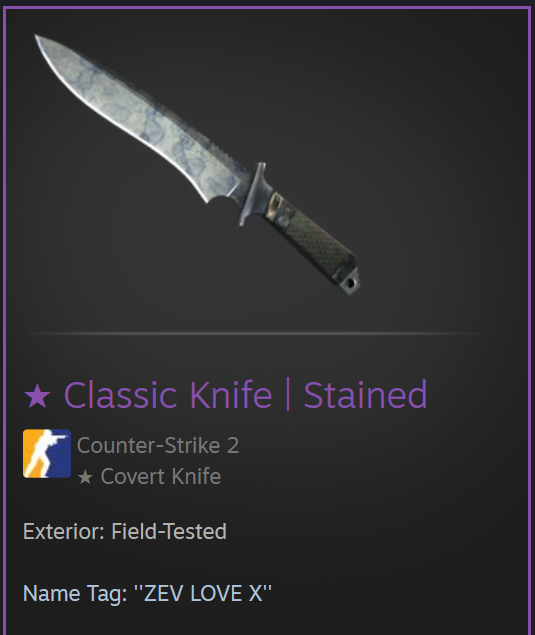 ★ Classic Knife | Stained
Counter-Strike 2
★ Covert Knife
Exterior: Field-Tested
Name Tag: ''ZEV LOVE X''